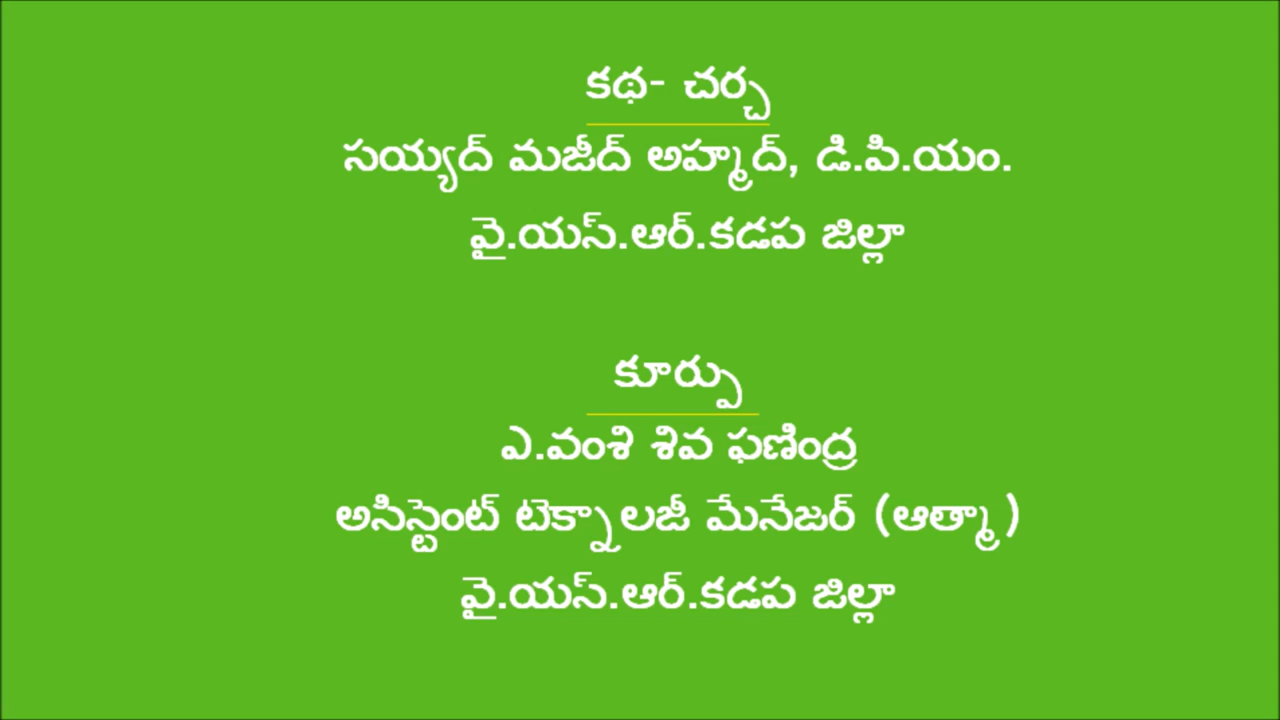 కథ- చర్చ
సయ్యద్ మజీద్ అహ్మద్, డి.పి.యం.
వై.యస్.ఆర్.కడప జిల్లా
కూర్పు
ఎ.వంశి శివ ఫణింద్ర
అసిస్టెంట్ టెక్నాలజీ మేనేజర్ (ఆత్మా)
వై.యస్.ఆర్.కడప జిల్లా